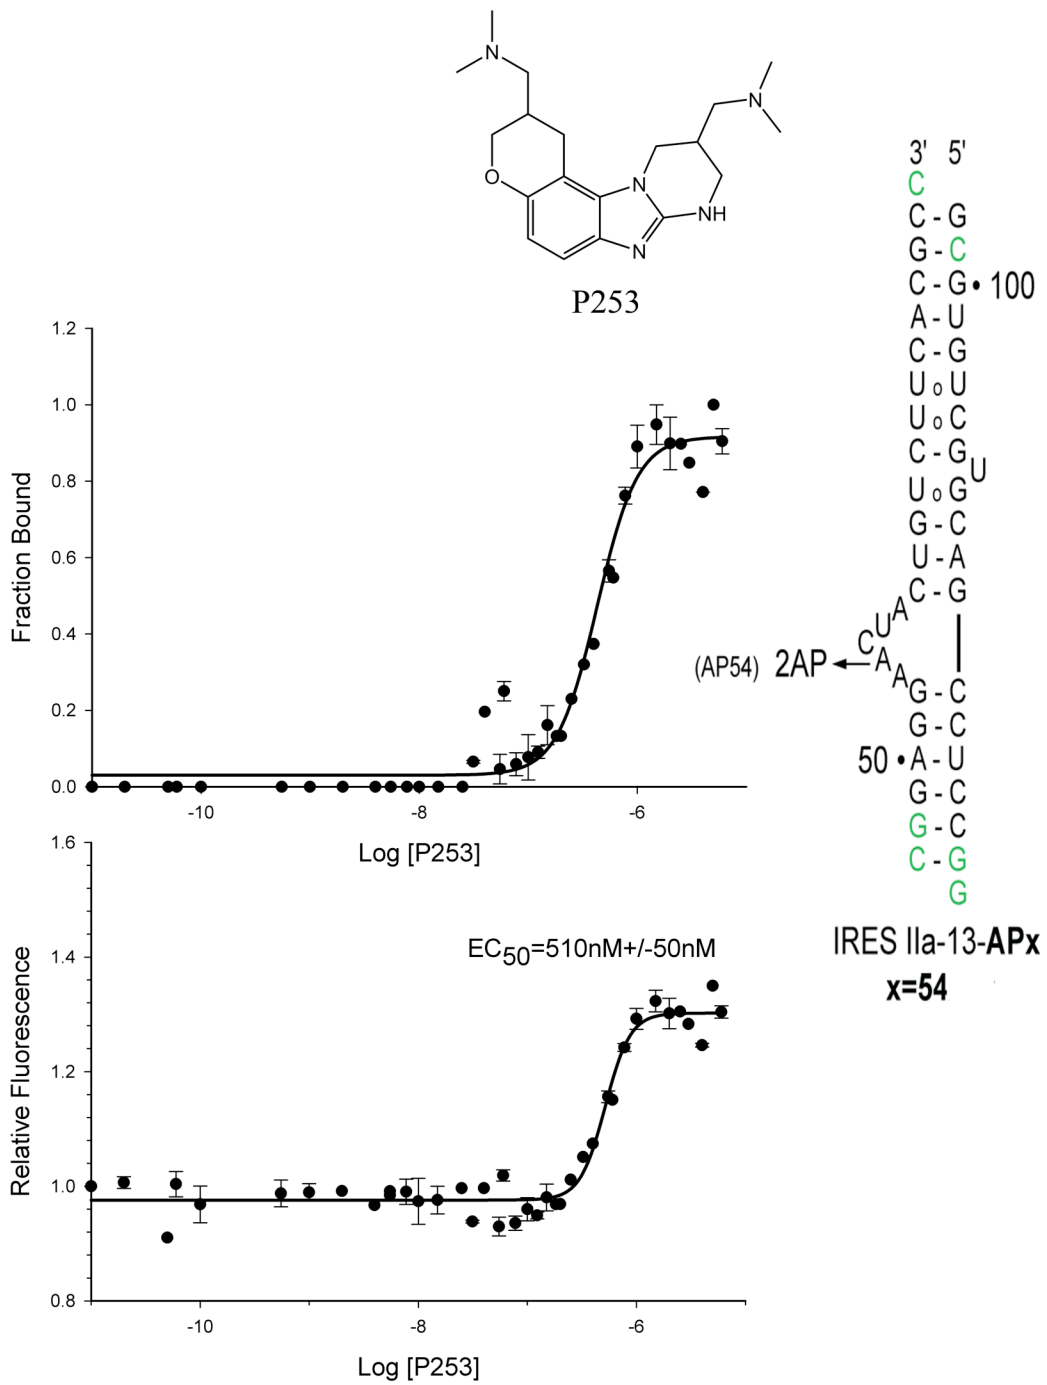 N
N
O
N
NH
N
P253
3' 5'
C
C - G
G - C
C - G • 100
A - U
C - G
U o U
U o C
C - G
U
U o G
G - C
U - A
C - G
A
U
C
(AP54) 2AP ← A
A
G - C
G - C
50 • A - U
G - C
G - C
C - G
G
IRES IIa-13-APx
x=54
1.2
1.0
0.8
0.6
0.4
0.2
0.0
Fraction Bound
-10 -8 -6
Log [P253]
1.6
1.4
1.2
1.0
0.8
Relative Fluorescence
EC50=510nM+/-50nM
-10 -8 -6
Log [P253]